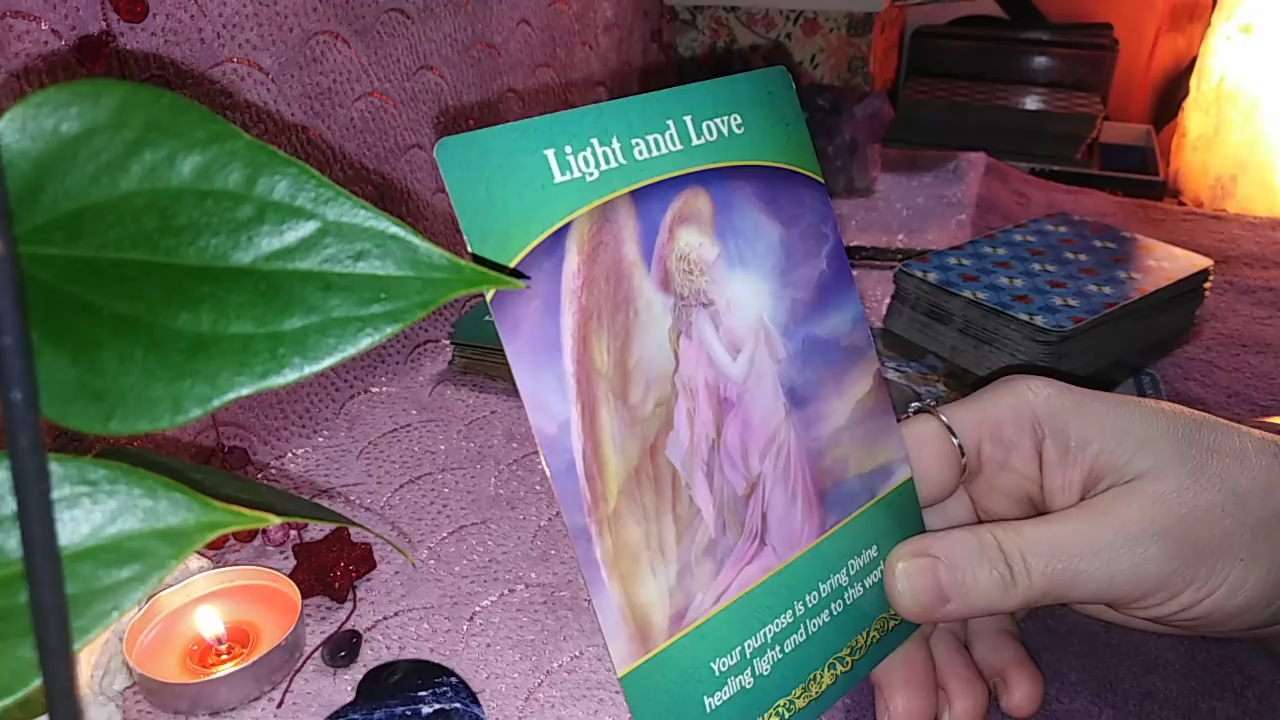 Light and Love
Your purpose is to bring Divine
healing light and love to this